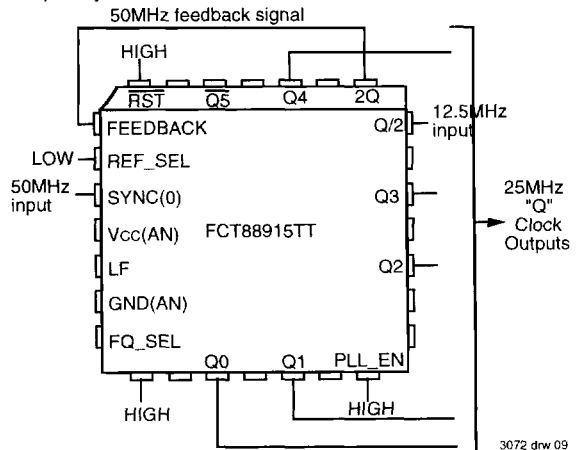 50MHz feedback signal
HIGH
RST Q5 Q4 2Q
FEEDBACK
Q/2
12.5MHz
input
LOW
REF_SEL
50MHz
input
SYNC(0)
Q3
25MHz
"Q"
Clock
Outputs
VCC(AN)
FCT88915TT
LF
Q2
GND(AN)
FQ_SEL
Q0 Q1 PLL_EN
HIGH
HIGH
3072 drw 09